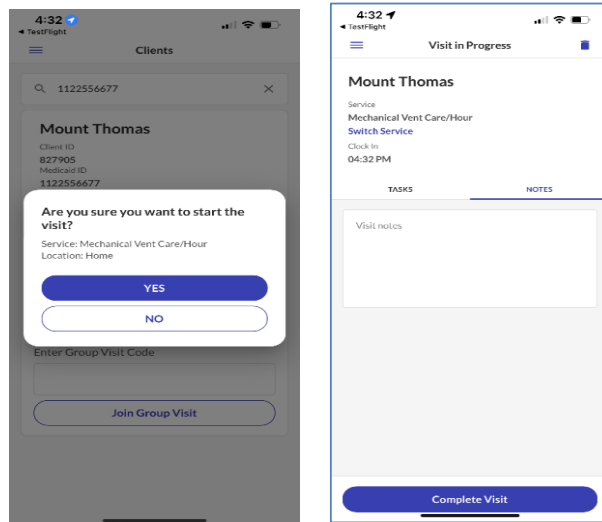 4:32
◄ TestFlight
Clients
1122556677
Mount Thomas
Client ID
827905
Medicaid ID
1122556677
Are you sure you want to start the
visit?
Service: Mechanical Vent Care/Hour
Location: Home
YES
NO
Enter Group Visit Code
Join Group Visit
4:32
◄ TestFlight
Visit in Progress
Mount Thomas
Service
Mechanical Vent Care/Hour
Switch Service
Clock In
04:32 PM
TASKS
NOTES
Visit notes
Complete Visit